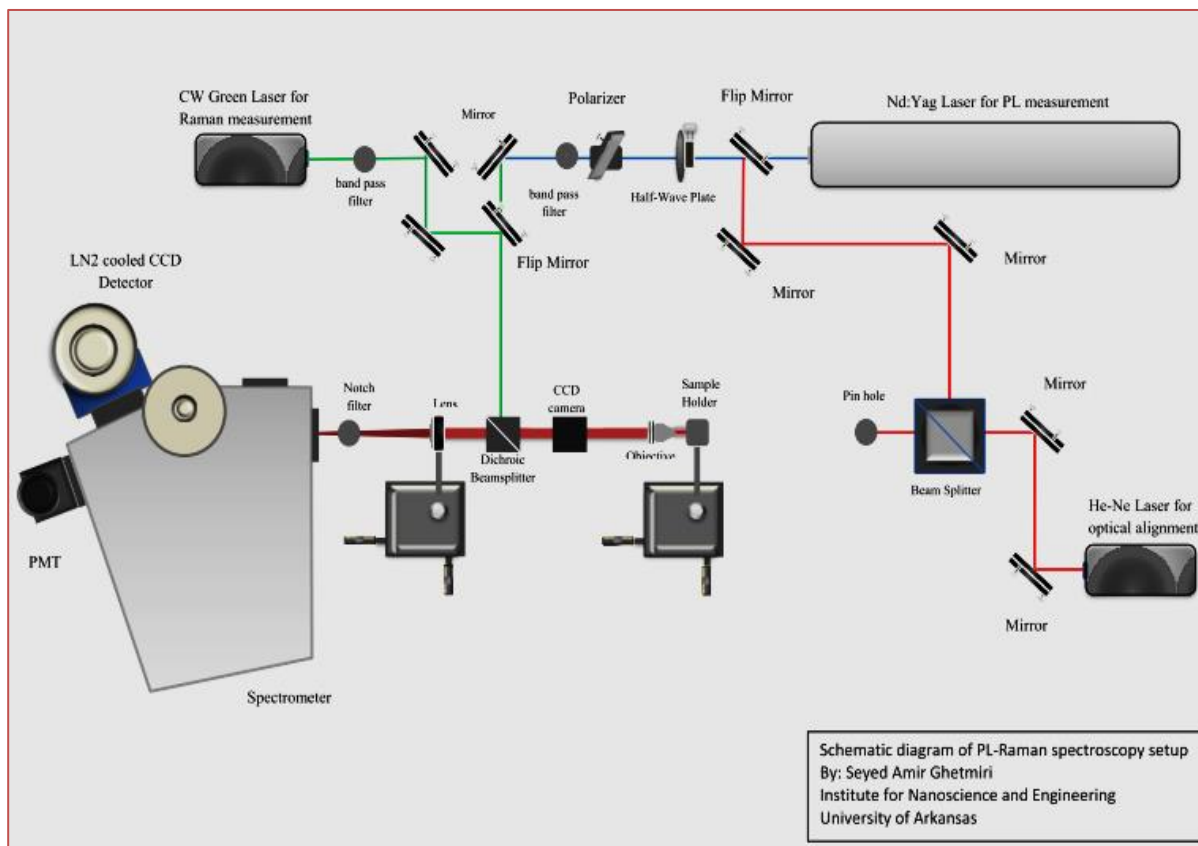 CW Green Laser for
Raman measurement
Mirror
Polarizer
Flip Mirror
Nd:Yag Laser for PL measurement
band pass
filter
band pass
filter
Half-Wave Plate
Flip Mirror
Mirror
Mirror
LN2 cooled CCD
Detector
Notch
filter
Lens
CCD
camera
Sample
Holder
Pin hole
Mirror
Dichroic
Beamsplitter
Objective
Beam Splitter
He-Ne Laser for
optical alignment
PMT
Mirror
Spectrometer
Schematic diagram of PL-Raman spectroscopy setup
By: Seyed Amir Ghetmiri
Institute for Nanoscience and Engineering
University of Arkansas